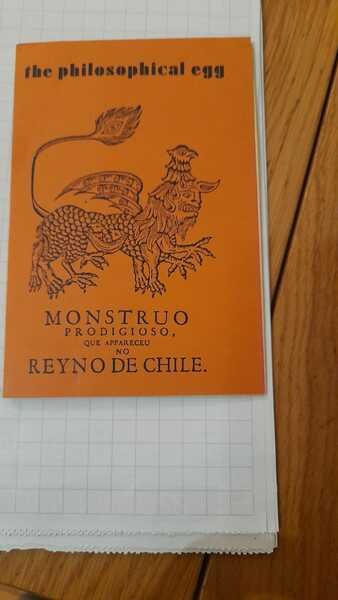 the philosophical egg
MONSTRUO
PRODIGIOSO,
QUE APPARECEU
NO
REYNO DE CHILE.